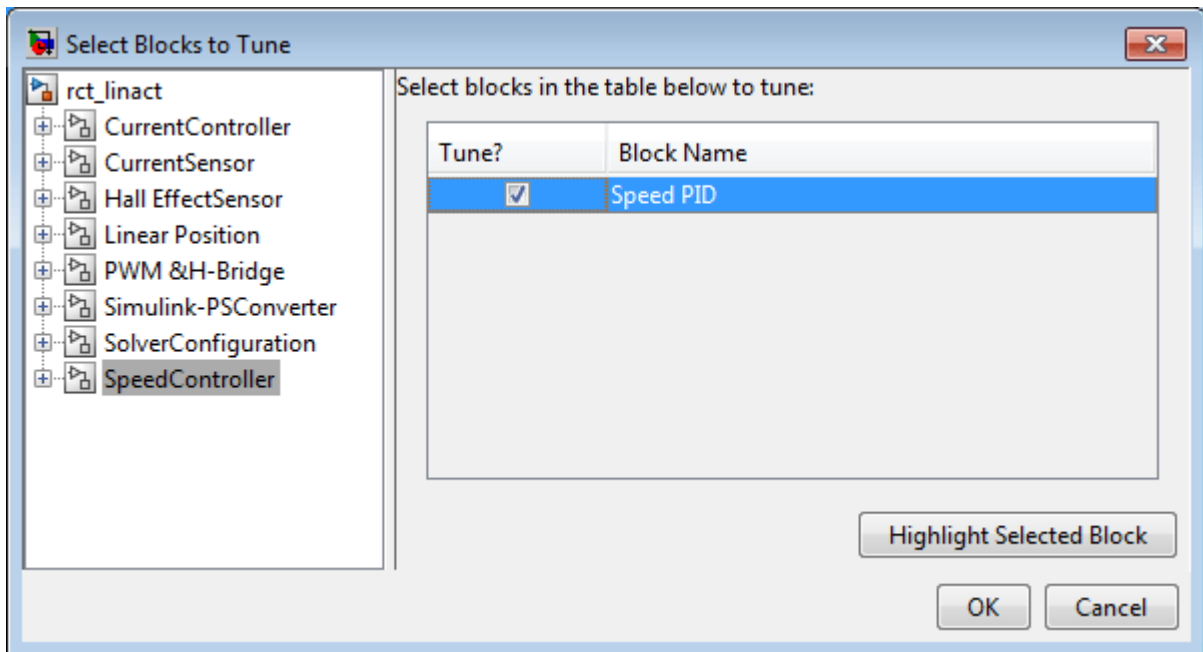 Select Blocks to Tune
rct_linact
CurrentController
CurrentSensor
Hall EffectSensor
Linear Position
PWM &H-Bridge
Simulink-PSConverter
SolverConfiguration
SpeedController
Select blocks in the table below to tune:
Tune? Block Name
Speed PID
Highlight Selected Block
OK Cancel